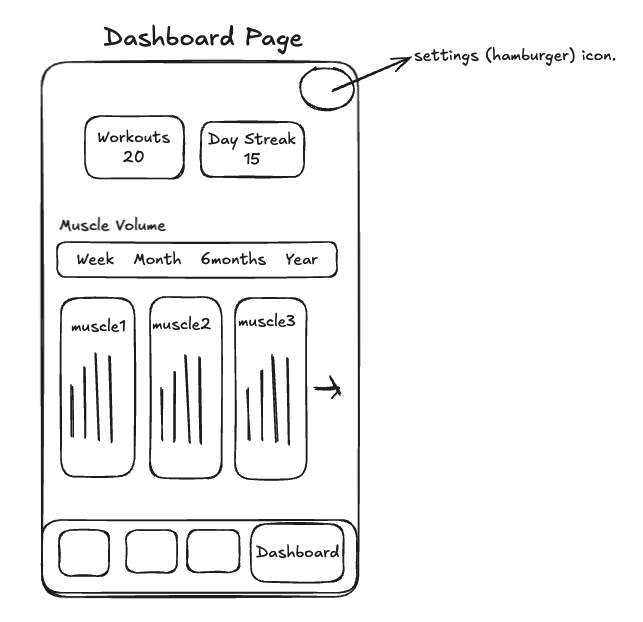 Dashboard Page
settings (hamburger) icon.
Workouts
20
Day Streak
15
Muscle Volume
Week Month 6months Year
muscle1
muscle2
muscle3
Dashboard